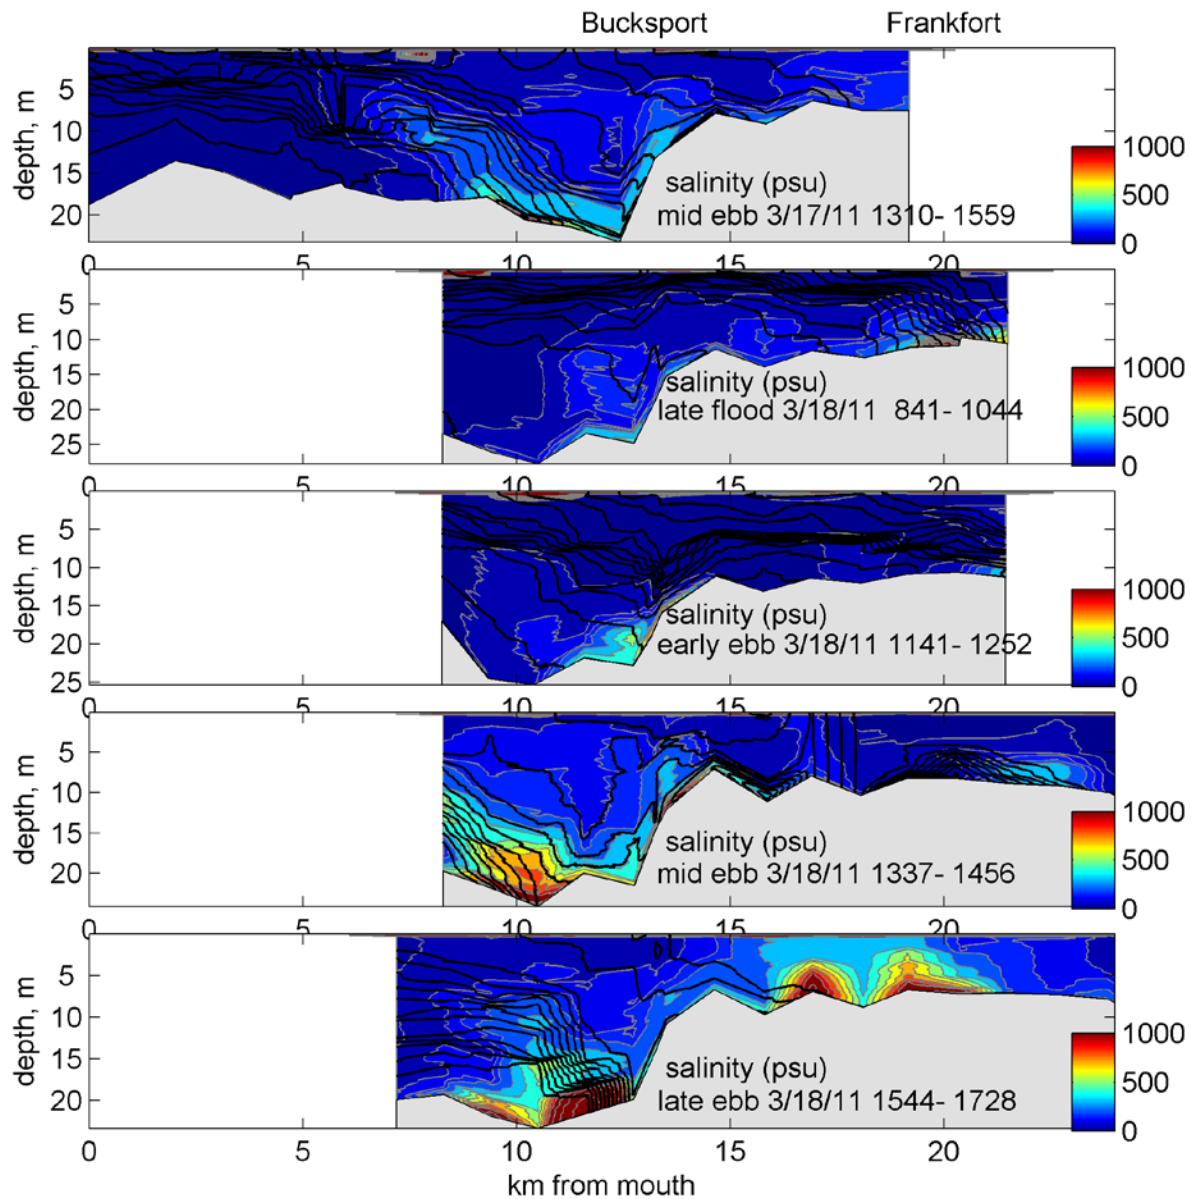 Bucksport Frankfort
depth, m
5
10
15
20
0 5 10 15 20
salinity (psu)
mid ebb 3/17/11 1310- 1559
1000
500
0
depth, m
5
10
15
20
25
0 5 10 15 20
salinity (psu)
late flood 3/18/11 841- 1044
1000
500
0
depth, m
5
10
15
20
25
0 5 10 15 20
salinity (psu)
early ebb 3/18/11 1141- 1252
1000
500
0
depth, m
5
10
15
20
0 5 10 15 20
salinity (psu)
mid ebb 3/18/11 1337- 1456
1000
500
0
depth, m
5
10
15
20
0 5 10 15 20
salinity (psu)
late ebb 3/18/11 1544- 1728
1000
500
0
km from mouth